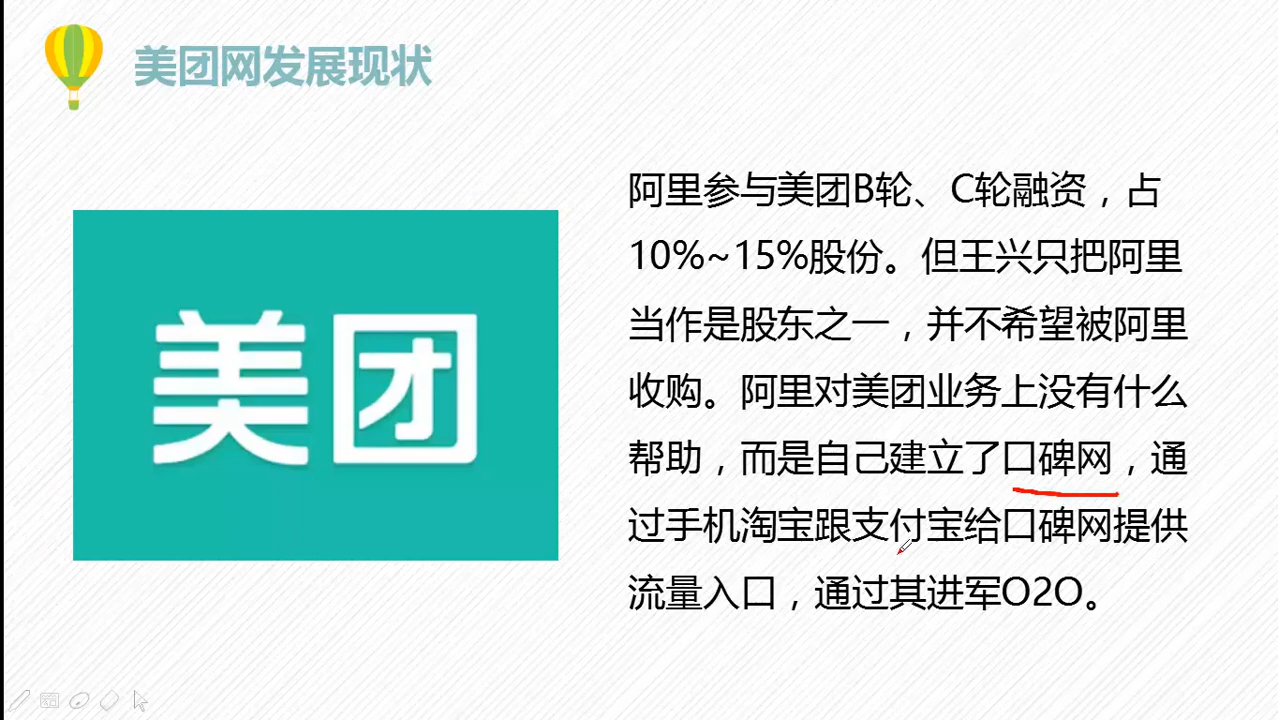 美团网发展现状
美团
阿里参与美团B轮、C轮融资，占
10%~15%股份。但王兴只把阿里
当作是股东之一，并不希望被阿里
收购。阿里对美团业务上没有什么
帮助，而是自己建立了口碑网，通
过手机淘宝跟支付宝给口碑网提供
流量入口，通过其进军O2O。